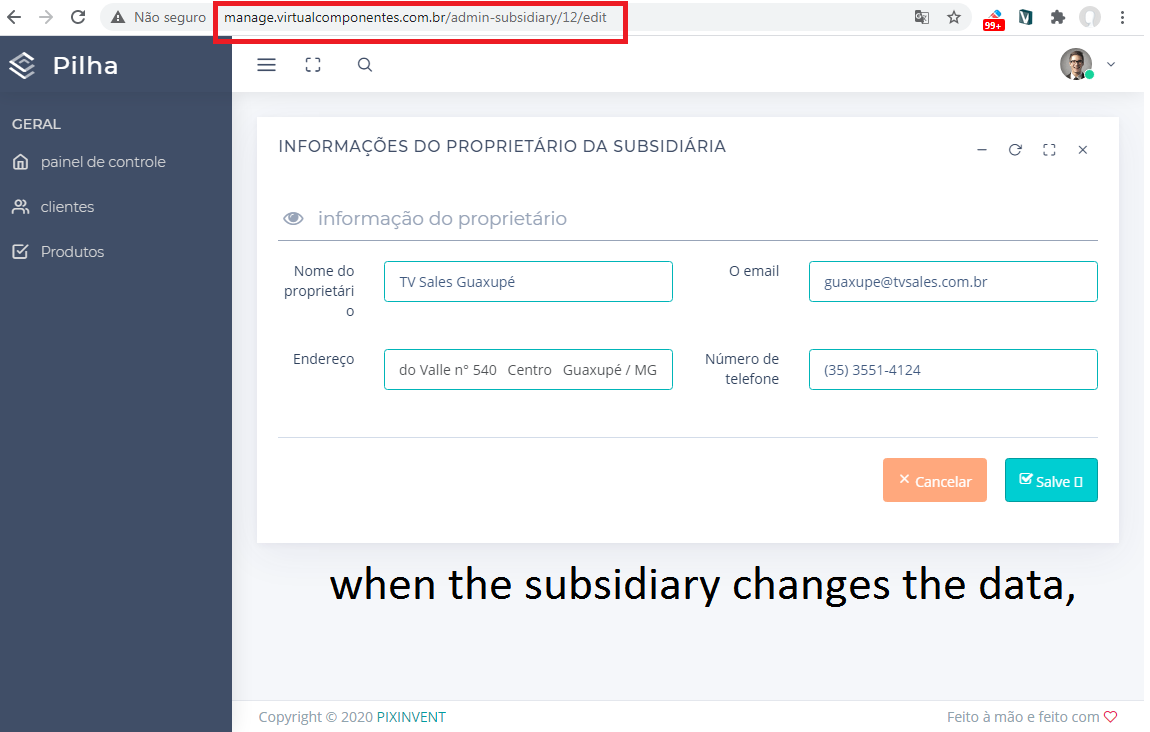 Não seguro
manage.virtualcomponentes.com.br/admin-subsidiary/12/edit
99+
Pilha
GERAL
painel de controle
clientes
Produtos
INFORMAÇÕES DO PROPRIETÁRIO DA SUBSIDIÁRIA
informação do proprietário
Nome do
proprietári
o
TV Sales Guaxupé
O email
guaxupe@tvsales.com.br
Endereço
do Valle n° 540 Centro Guaxupé / MG
Número de
telefone
(35) 3551-4124
Cancelar
Salve
when the subsidiary changes the data,
Copyright © 2020 PIXINVENT
Feito à mão e feito com